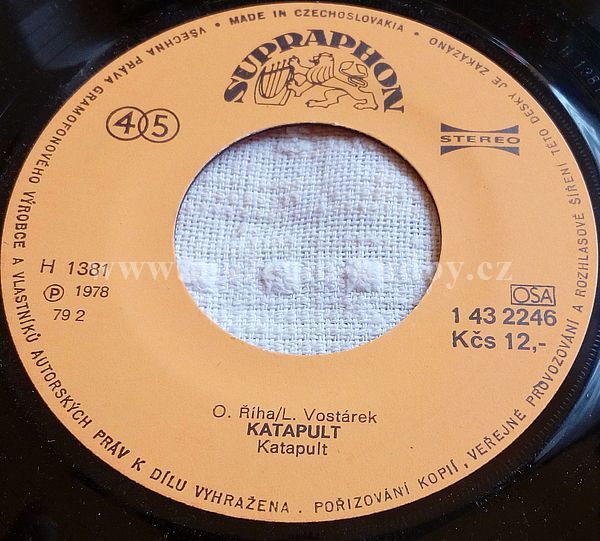 VŠECHNA PRÁVA GRAMOFONOVÉHO VÝROBCE A VLASTNÍKŮ AUTORSKÝCH PRÁV K DÍLU VYHRAŽENA. POŘIZOVÁNÍ KOPIÍ, VEŘEJNÉ PROVOZOVÁNÍ A ROZHLASOVÉ ŠÍŘENÍ TÉTO DESKY JE ZAKÁZÁNO
• MADE IN CZECHOSLOVAKIA •
SUPRAPHON
45
STEREO
H 1381
Ⓟ 1978
79 2
OSA
1 43 2246
Kčs 12,-
O. Říha/L. Vostárek
KATAPULT
Katapult